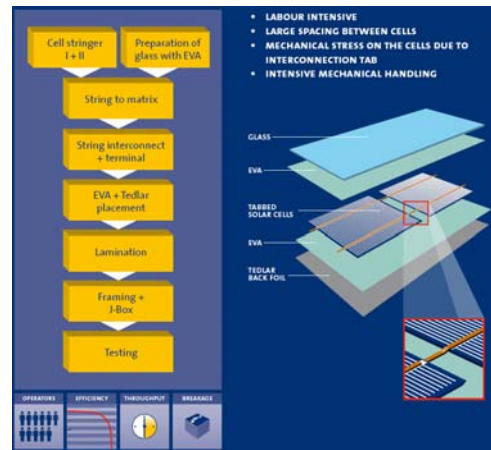 Cell stringer
I + II
Preparation of
glass with EVA
String to matrix
String interconnect
+ terminal
EVA + Tedlar
placement
Lamination
Framing +
J-Box
Testing
OPERATORS
EFFICIENCY
THROUGHPUT
BREAKAGE
• LABOUR INTENSIVE
• LARGE SPACING BETWEEN CELLS
• MECHANICAL STRESS ON THE CELLS DUE TO
INTERCONNECTION TAB
• INTENSIVE MECHANICAL HANDLING
GLASS
EVA
TABBED
SOLAR CELLS
EVA
TEDLAR
BACK FOIL